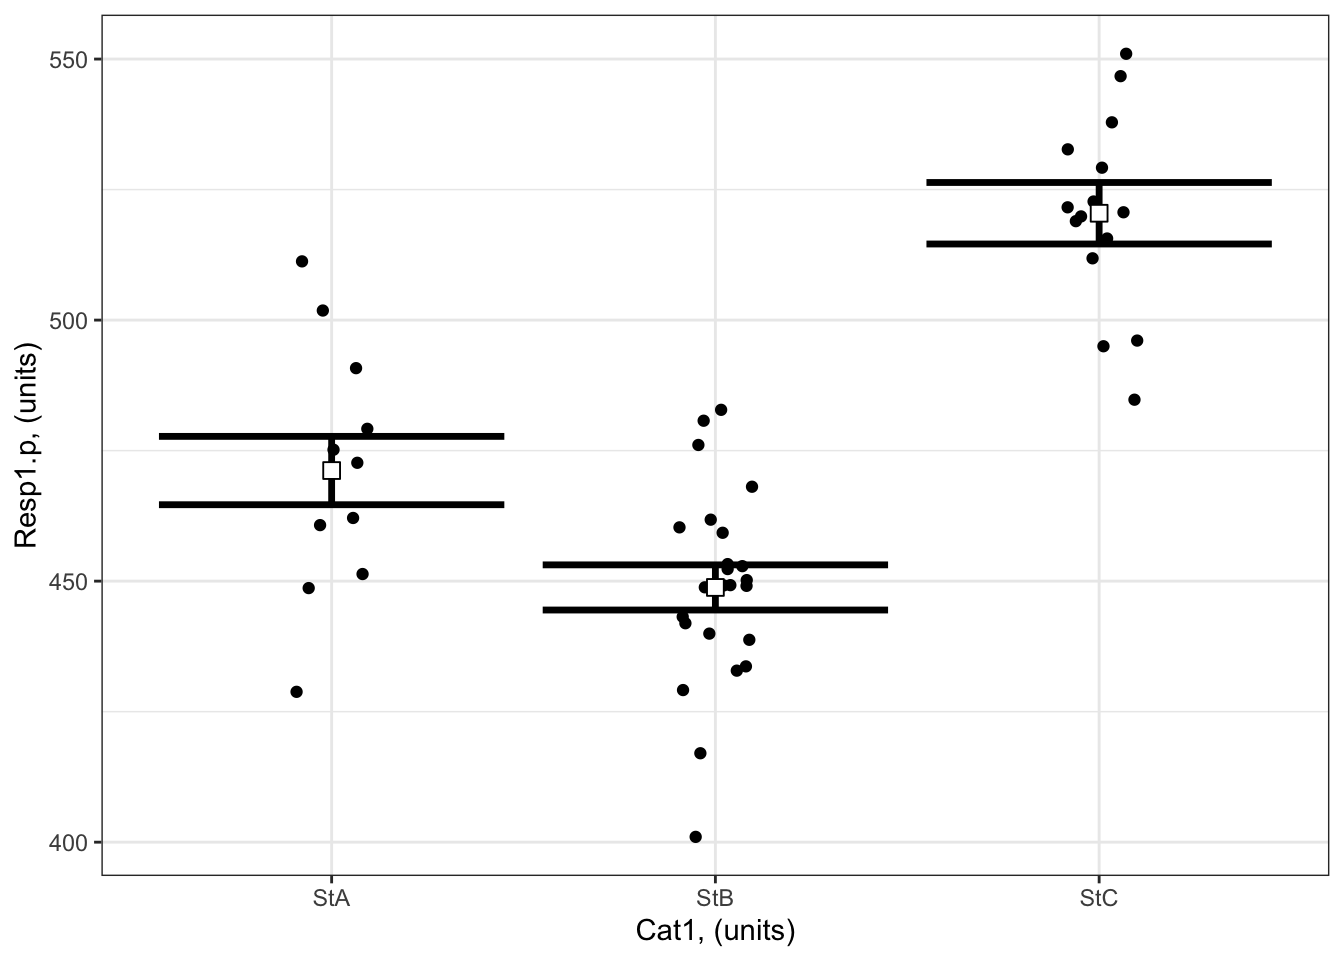 550
500
450
400
Resp1.p, (units)
StA
StB
StC
Cat1, (units)